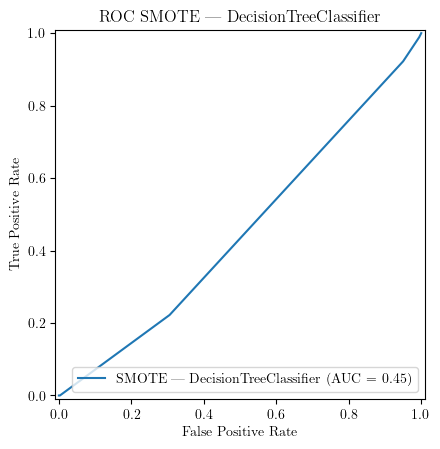 ROC SMOTE — DecisionTreeClassifier
1.0
0.8
0.6
0.4
0.2
0.0
True Positive Rate
SMOTE — DecisionTreeClassifier (AUC = 0.45)
0.0 0.2 0.4 0.6 0.8 1.0
False Positive Rate